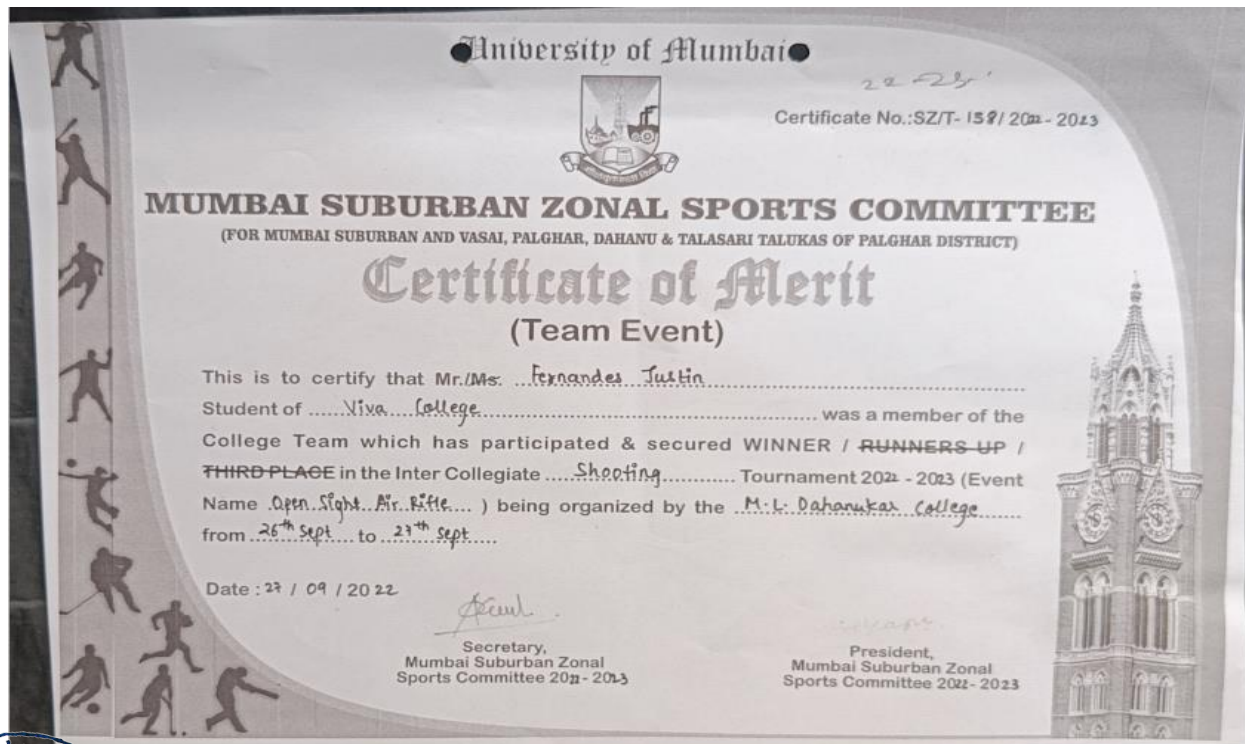 University of Mumbai
22-23
Certificate No.:SZ/T- 158/ 2022 - 2023
MUMBAI SUBURBAN ZONAL SPORTS COMMITTEE
(FOR MUMBAI SUBURBAN AND VASAI, PALGHAR, DAHANU & TALASARI TALUKAS OF PALGHAR DISTRICT)
Certificate of Merit
(Team Event)
This is to certify that Mr./Ms. Fernandes Justin
Student of Viva College was a member of the
College Team which has participated & secured WINNER / RUNNERS UP /
THIRD PLACE in the Inter Collegiate Shooting Tournament 2022 - 2023 (Event
Name Open Sight Air Rifle ) being organized by the M.L. Dahanukar College
from 26th Sept to 27th Sept
Date : 27 / 09 / 2022
Secretary,
Mumbai Suburban Zonal
Sports Committee 2022 - 2023
President,
Mumbai Suburban Zonal
Sports Committee 2022 - 2023